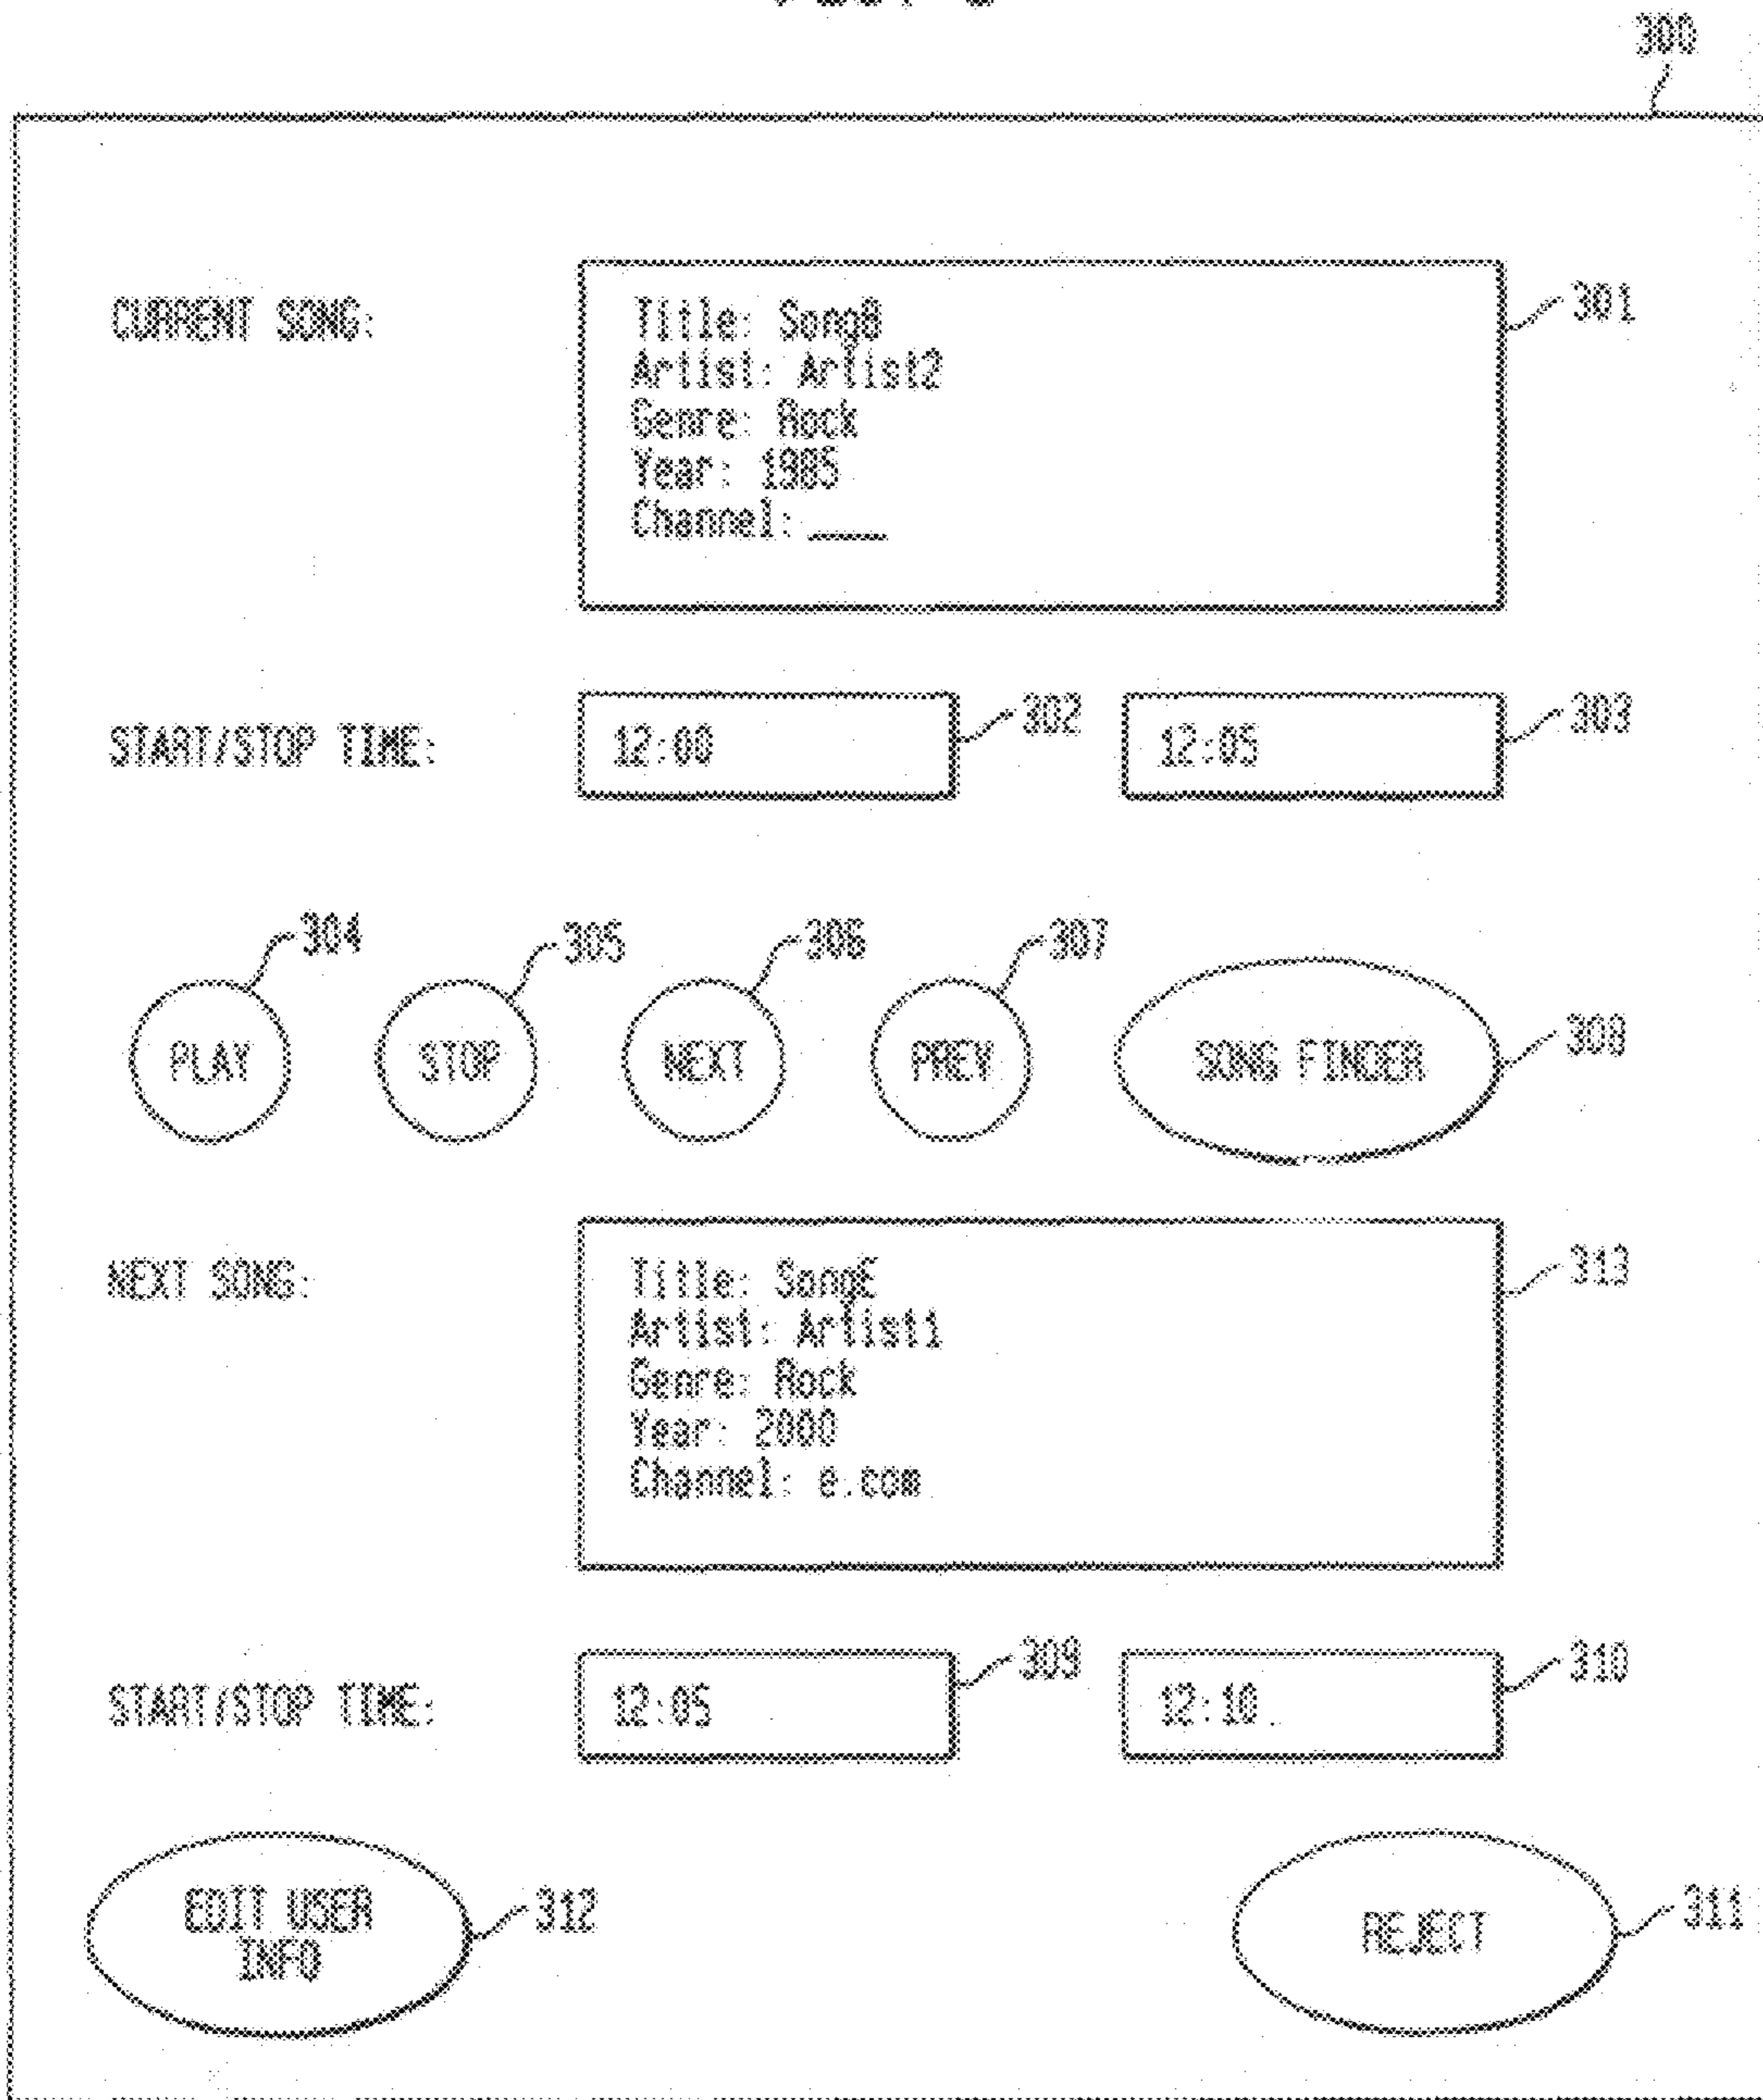 300
CURRENT SONG:
Title: SongB
Artist: Artist2
Genre: Rock
Year: 1985
Channel: ____
301
START/STOP TIME:
12:00
302
12:05
303
304
305
306
307
PLAY
STOP
NEXT
PREV
SONG FINDER
308
NEXT SONG:
Title: SongE
Artist: Artist1
Genre: Rock
Year: 2000
Channel: e.com
313
START/STOP TIME:
12:05
309
12:10
310
EDIT USER
INFO
312
REJECT
311